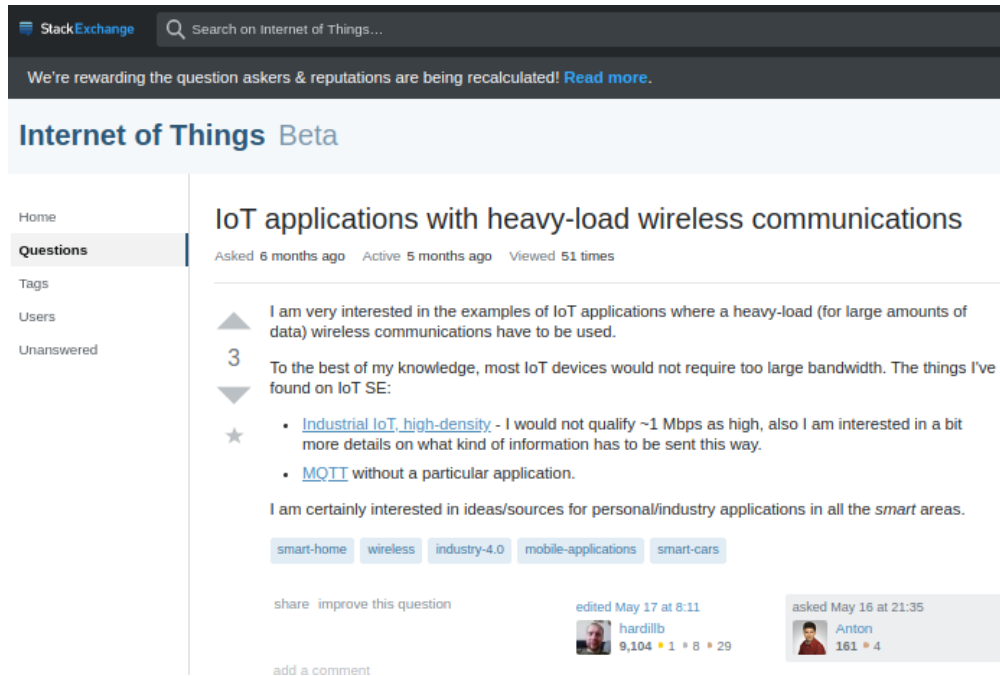 StackExchange
Search on Internet of Things…
We're rewarding the question askers & reputations are being recalculated! Read more.
Internet of Things Beta
Home
Questions
Tags
Users
Unanswered
IoT applications with heavy-load wireless communications
Asked 6 months ago Active 5 months ago Viewed 51 times
3
I am very interested in the examples of IoT applications where a heavy-load (for large amounts of
data) wireless communications have to be used.
To the best of my knowledge, most IoT devices would not require too large bandwidth. The things I've
found on IoT SE:
• Industrial IoT, high-density - I would not qualify ~1 Mbps as high, also I am interested in a bit
more details on what kind of information has to be sent this way.
• MQTT without a particular application.
I am certainly interested in ideas/sources for personal/industry applications in all the smart areas.
smart-home wireless industry-4.0 mobile-applications smart-cars
share improve this question
edited May 17 at 8:11
hardillb
9,104 1 8 29
asked May 16 at 21:35
Anton
161 4
add a comment